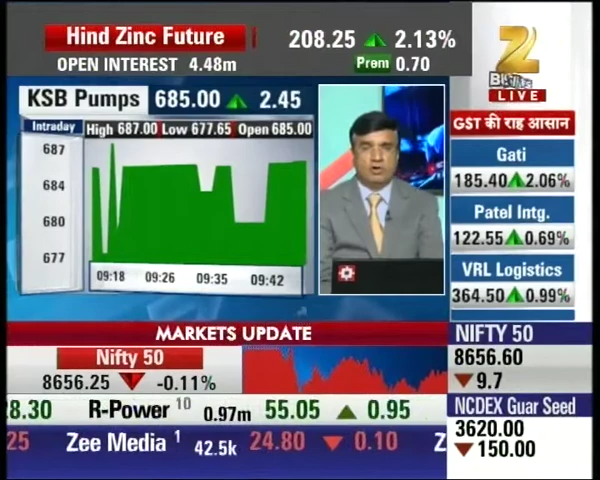 Hind Zinc Future
208.25 ▲ 2.13%
OPEN INTEREST 4.48m
Prem 0.70
Z
LIVE
KSB Pumps 685.00 ▲ 2.45
Intraday High 687.00 Low 677.65 Open 685.00
687
684
680
677
09:18 09:26 09:35 09:42
GST की राह आसान
Gati
185.40 ▲ 2.06%
Patel Intg.
122.55 ▲ 0.69%
VRL Logistics
364.50 ▲ 0.99%
MARKETS UPDATE
Nifty 50
8656.25 ▼ -0.11%
NIFTY 50
8656.60
▼ 9.7
8.30 R-Power 10 0.97m 55.05 ▲ 0.95
NCDEX Guar Seed
3620.00
▼ 150.00
25 Zee Media 1 42.5k 24.80 ▼ 0.10 Z